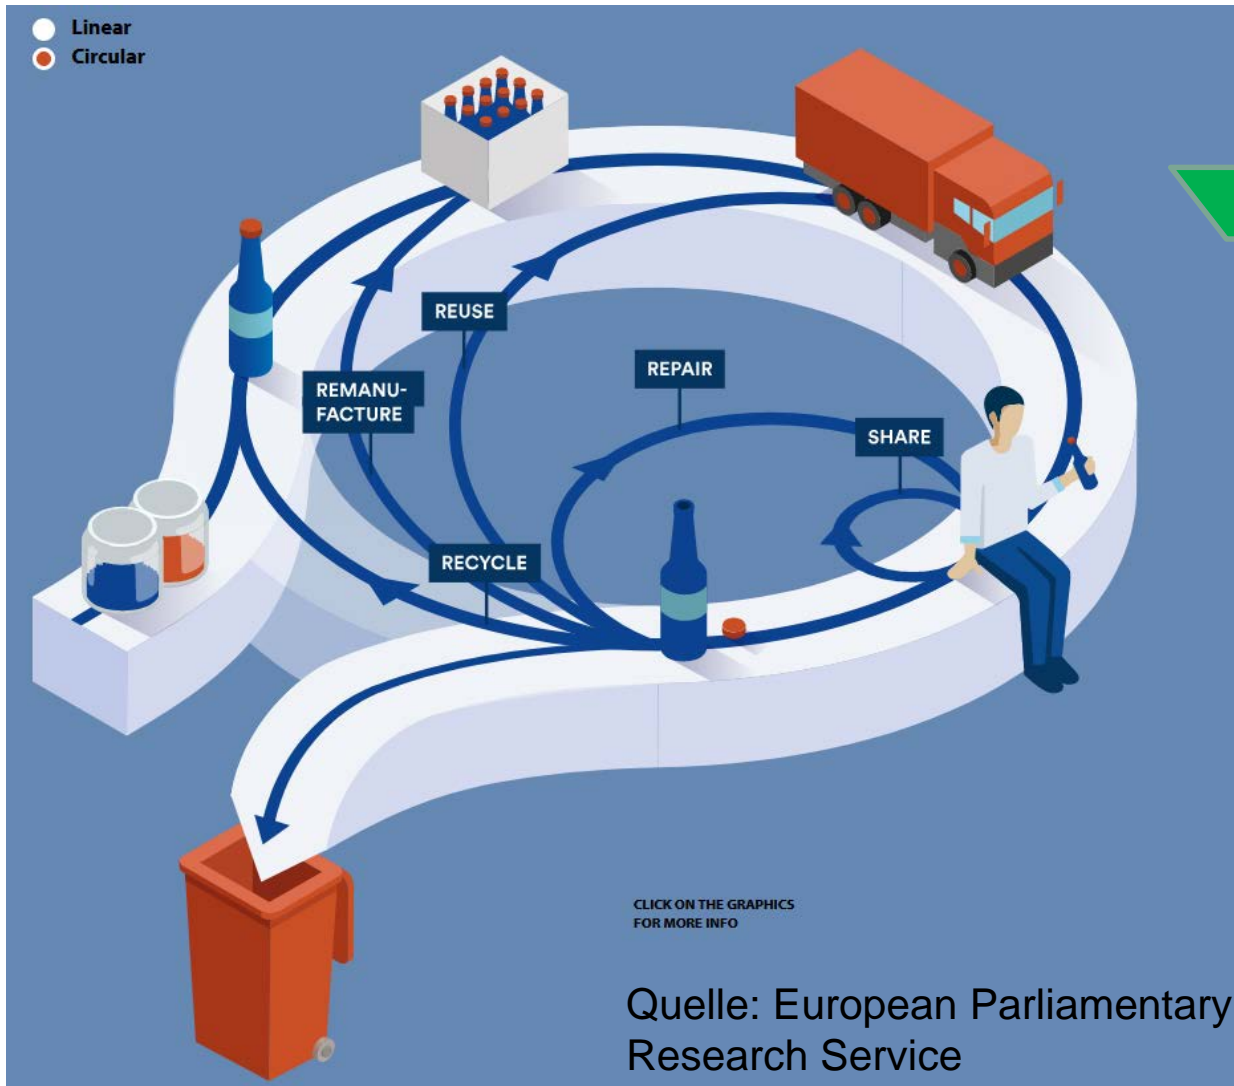 Linear
Circular
REUSE
REMANU-
FACTURE
REPAIR
SHARE
RECYCLE
CLICK ON THE GRAPHICS
FOR MORE INFO
Quelle: European Parliamentary
Research Service